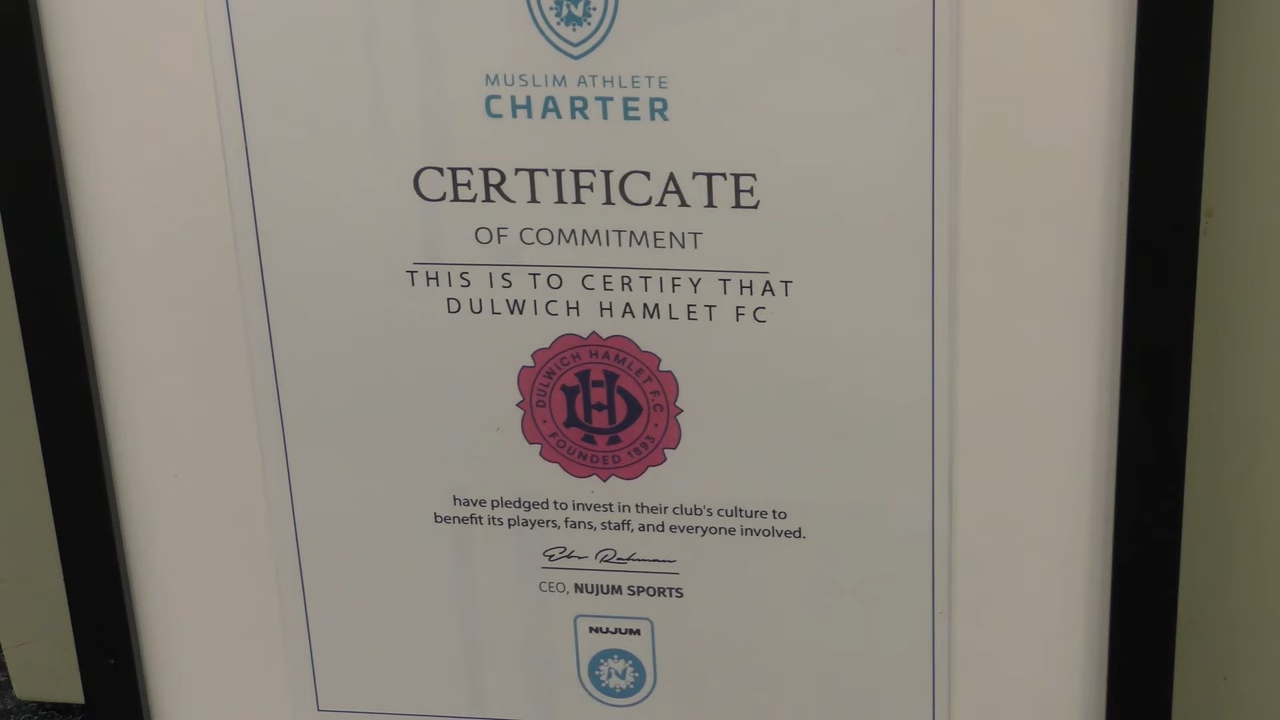 MUSLIM ATHLETE
CHARTER
CERTIFICATE
OF COMMITMENT
THIS IS TO CERTIFY THAT
DULWICH HAMLET FC
DULWICH HAMLET F.C
DH
FOUNDED 1893
have pledged to invest in their club's culture to
benefit its players, fans, staff, and everyone involved.
CEO, NUJUM SPORTS
NUJUM
N